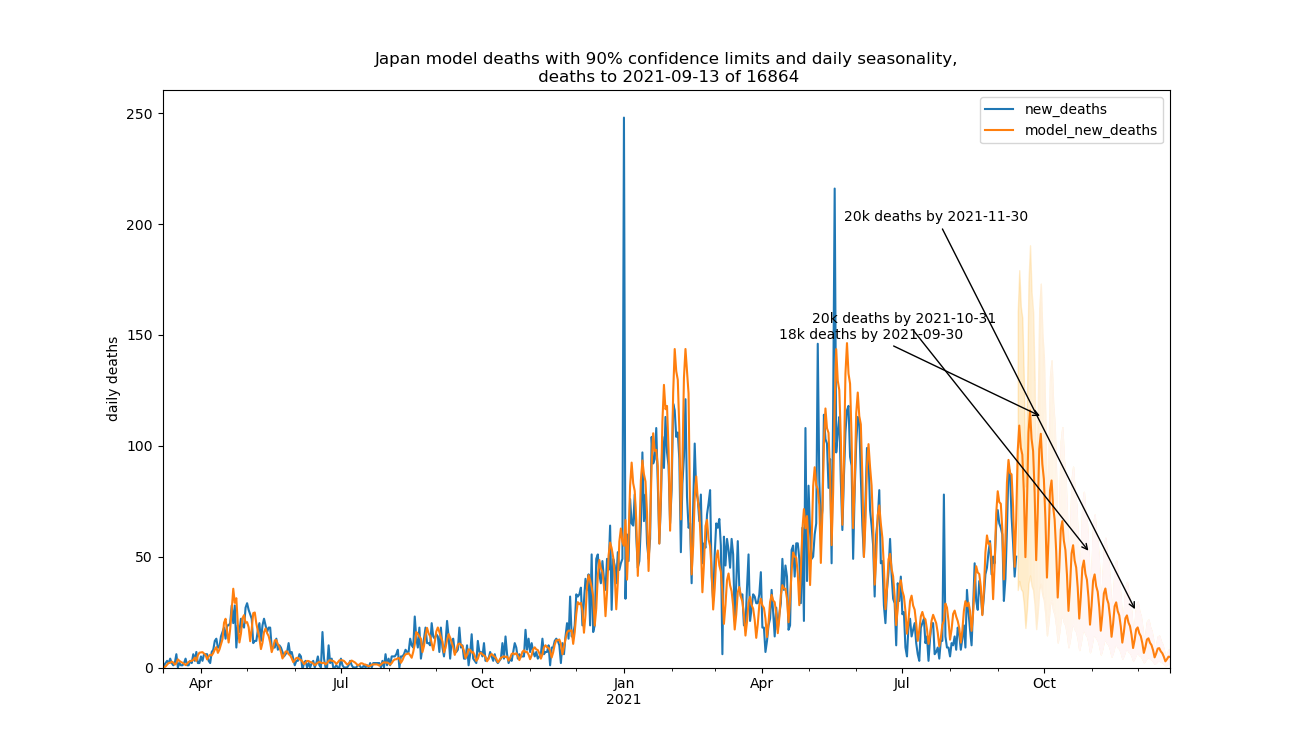 Japan model deaths with 90% confidence limits and daily seasonality,
deaths to 2021-09-13 of 16864
new_deaths
model_new_deaths
daily deaths
250
200
150
100
50
0
20k deaths by 2021-11-30
20k deaths by 2021-10-31
18k deaths by 2021-09-30
Apr Jul Oct Jan Apr Jul Oct
2021